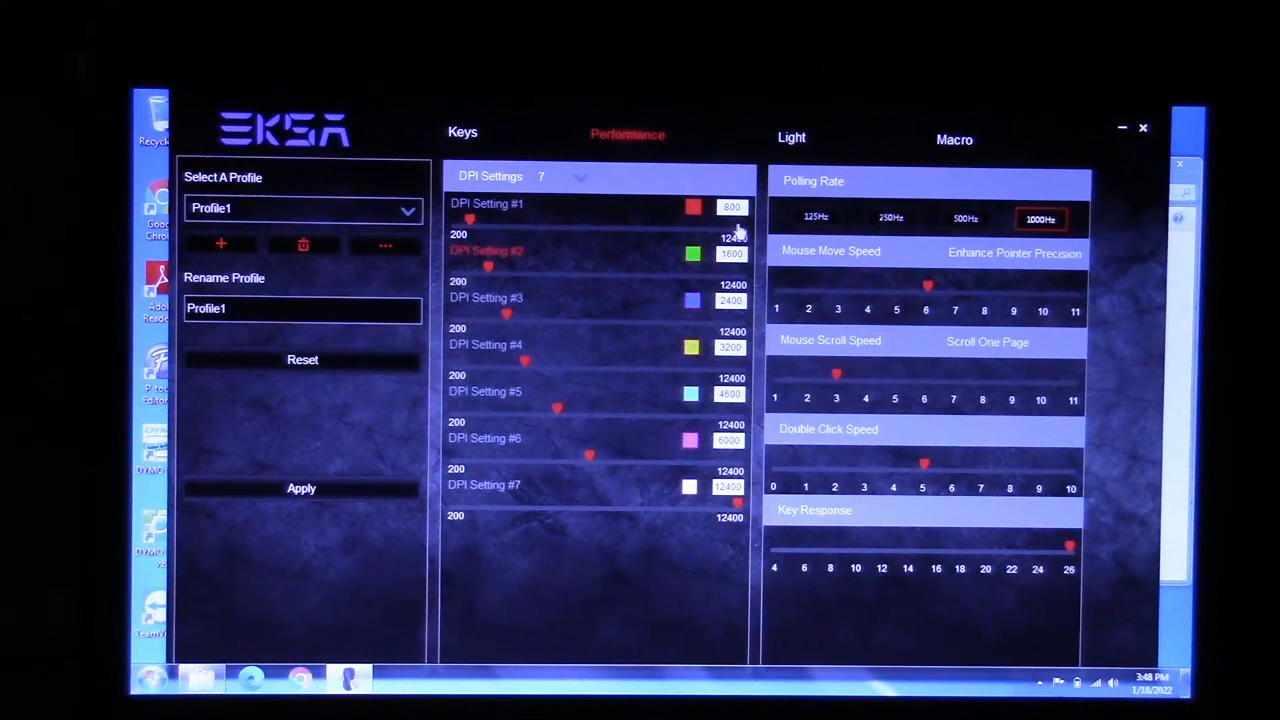 EKSA
Keys
Performance
Light
Macro
Select A Profile
Profile1
Rename Profile
Profile1
Reset
Apply
DPI Settings 7
DPI Setting #1
800
200
DPI Setting #2
1600
200
12400
DPI Setting #3
2400
200
12400
DPI Setting #4
3200
200
12400
DPI Setting #5
4600
200
12400
DPI Setting #6
6000
200
12400
DPI Setting #7
12400
200
12400
Polling Rate
125Hz 250Hz 500Hz 1000Hz
Mouse Move Speed Enhance Pointer Precision
1 2 3 4 5 6 7 8 9 10 11
Mouse Scroll Speed Scroll One Page
1 2 3 4 5 6 7 8 9 10 11
Double Click Speed
0 1 2 3 4 5 6 7 8 9 10
Key Response
4 6 8 10 12 14 16 18 20 22 24 26
3:48 PM
1/18/2022